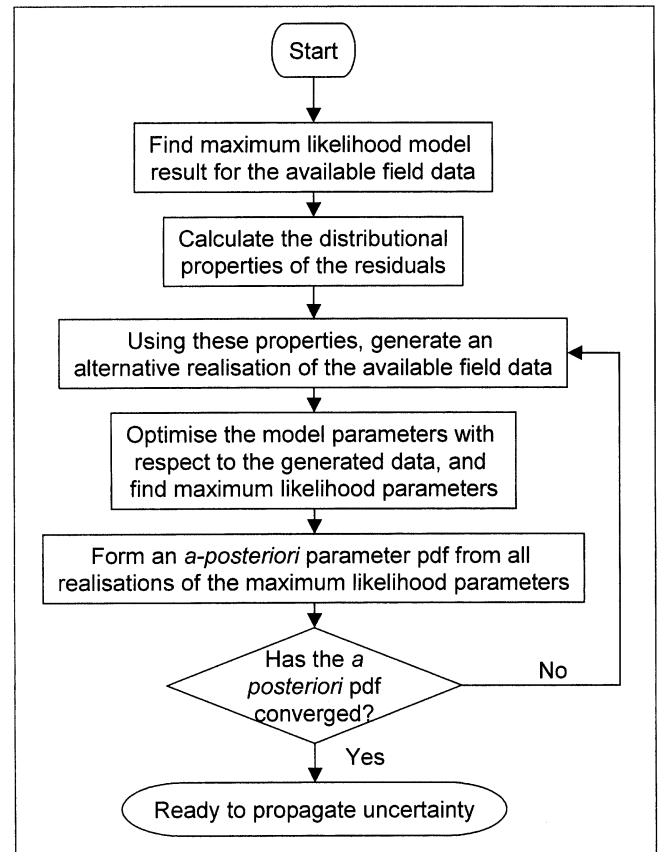 Start
Find maximum likelihood model
result for the available field data
Calculate the distributional
properties of the residuals
Using these properties, generate an
alternative realisation of the available field data
Optimise the model parameters with
respect to the generated data, and
find maximum likelihood parameters
Form an a-posteriori parameter pdf from all
realisations of the maximum likelihood parameters
Has the a
posteriori pdf
converged?
No
Yes
Ready to propagate uncertainty